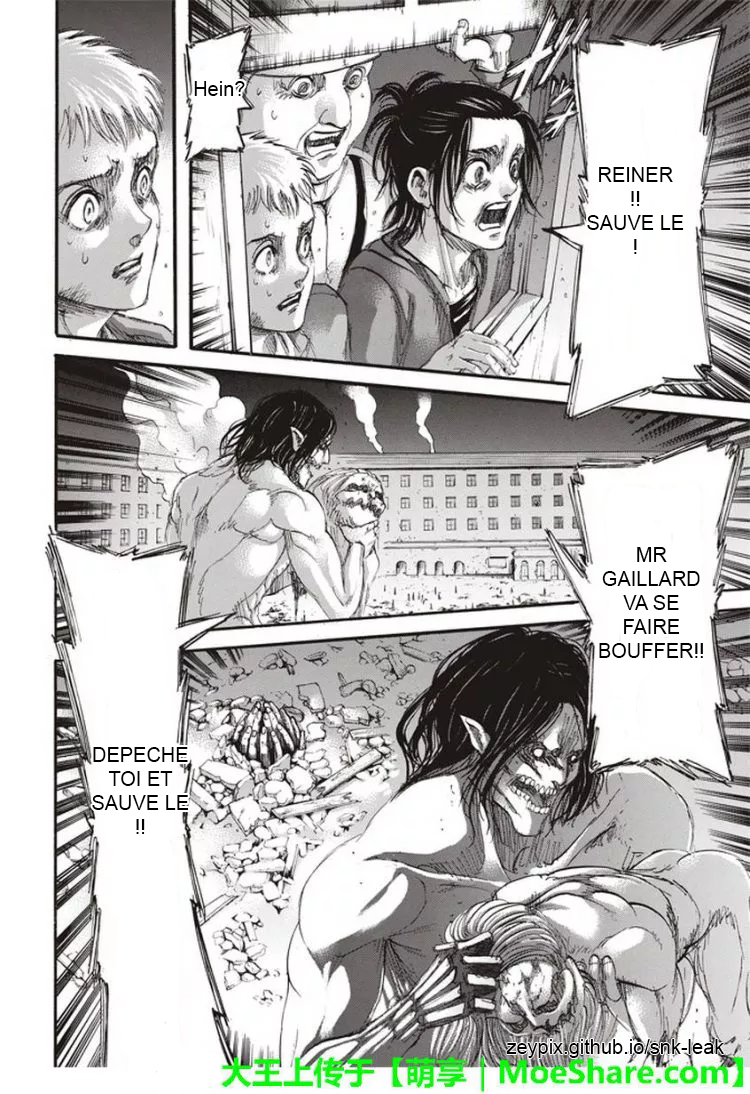 REINER
!!
SAUVE LE
!
Hein?
MR
GAILLARD
VA SE
FAIRE
BOUFFER!!
DEPECHE
TOI ET
SAUVE LE
!!
zeypix.github.io/snk-leak
大王上传于【萌享｜MoeShare.com】